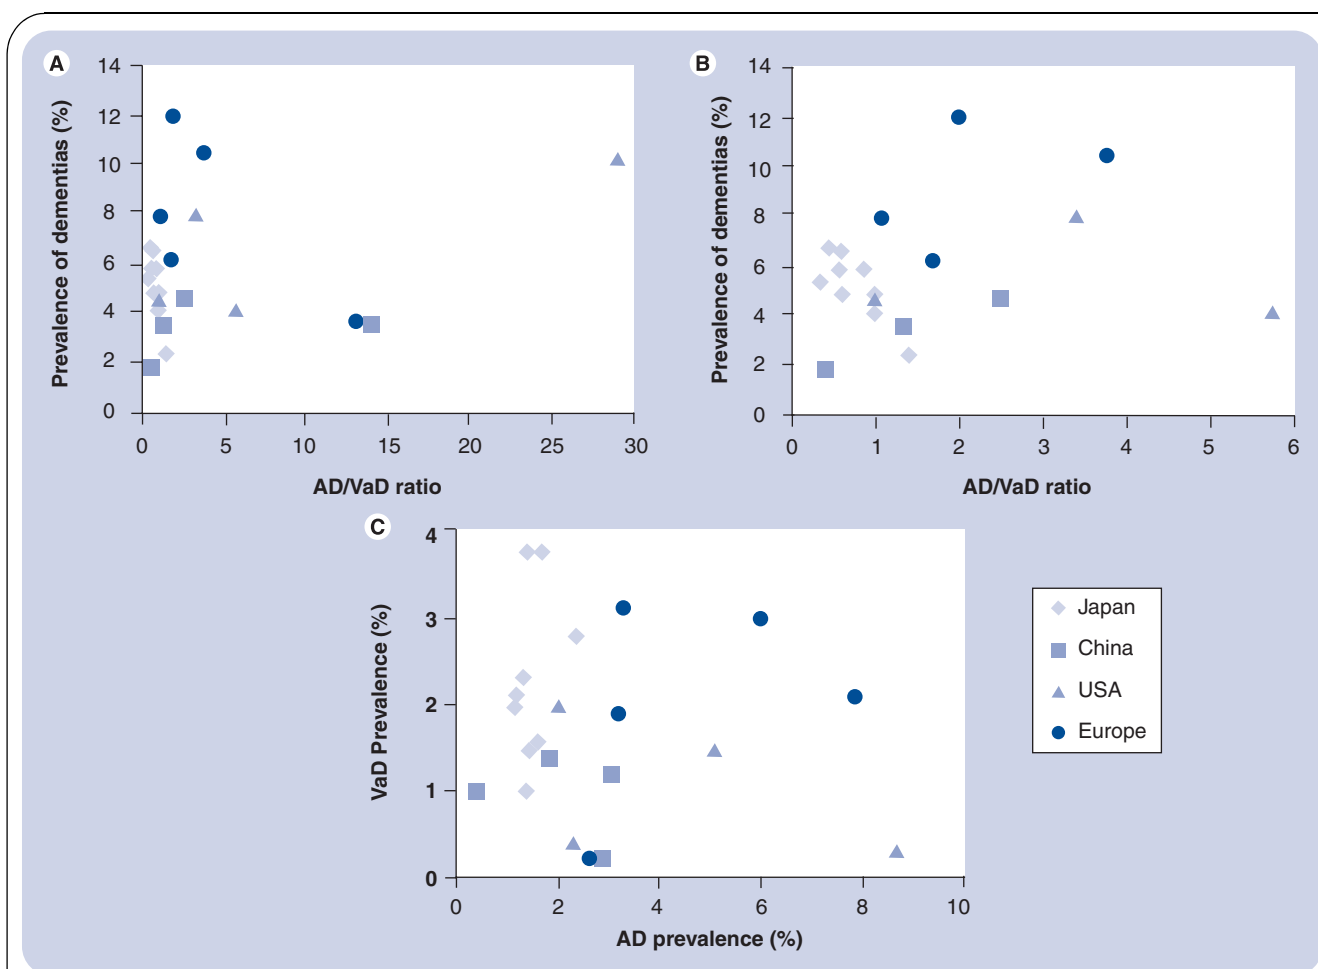 A
14
12
10
8
6
4
2
0
Prevalence of dementias (%)
0 5 10 15 20 25 30
AD/VaD ratio
B
14
12
10
8
6
4
2
0
Prevalence of dementias (%)
0 1 2 3 4 5 6
AD/VaD ratio
C
4
3
2
1
0
VaD Prevalence (%)
0 2 4 6 8 10
AD prevalence (%)
Japan
China
USA
Europe